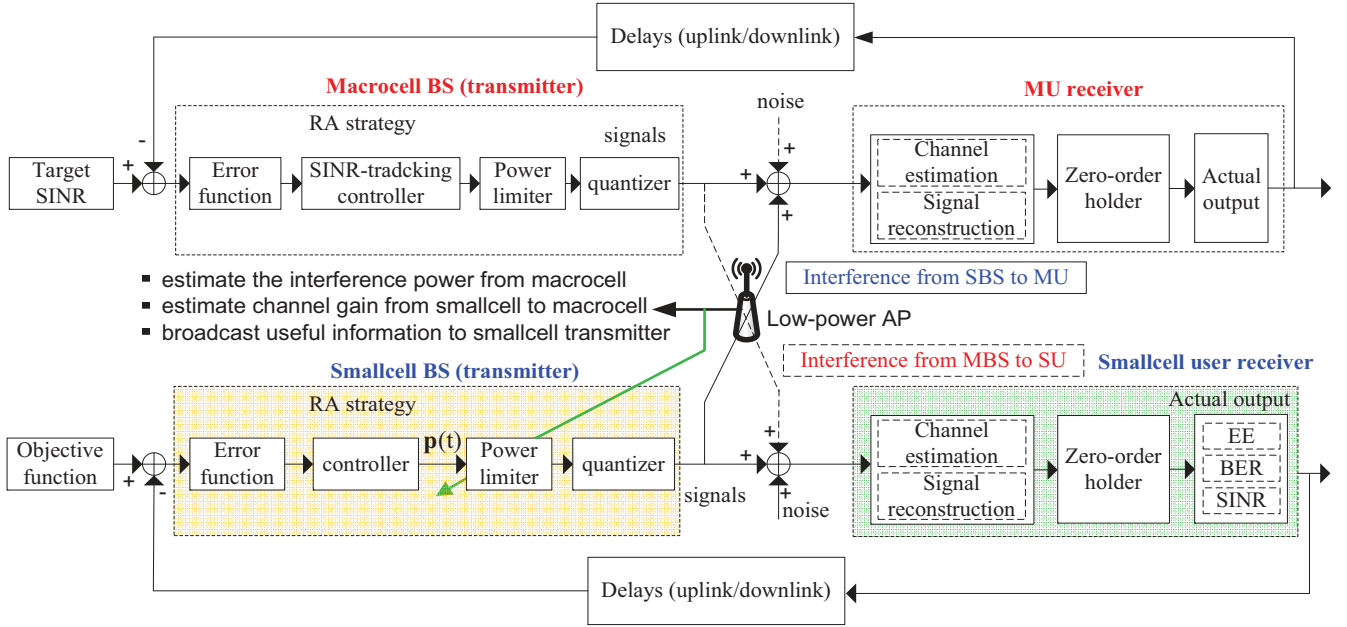 Delays (uplink/downlink)
Macrocell BS (transmitter)
MU receiver
noise
RA strategy
signals
-
+
+
+
+
Target
SINR
Error
function
SINR-tradcking
controller
Power
limiter
quantizer
Channel
estimation
Signal
reconstruction
Zero-order
holder
Actual
output
▪ estimate the interference power from macrocell
▪ estimate channel gain from smallcell to macrocell
▪ broadcast useful information to smallcell transmitter
Interference from SBS to MU
Low-power AP
Interference from MBS to SU
Smallcell BS (transmitter)
Smallcell user receiver
RA strategy
Actual output
Objective
function
+
-
Error
function
controller
p(t)
Power
limiter
quantizer
signals
+
+
+
noise
Channel
estimation
Signal
reconstruction
Zero-order
holder
EE
BER
SINR
Delays (uplink/downlink)